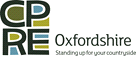 CP
RE Oxfordshire
Standing up for your countryside